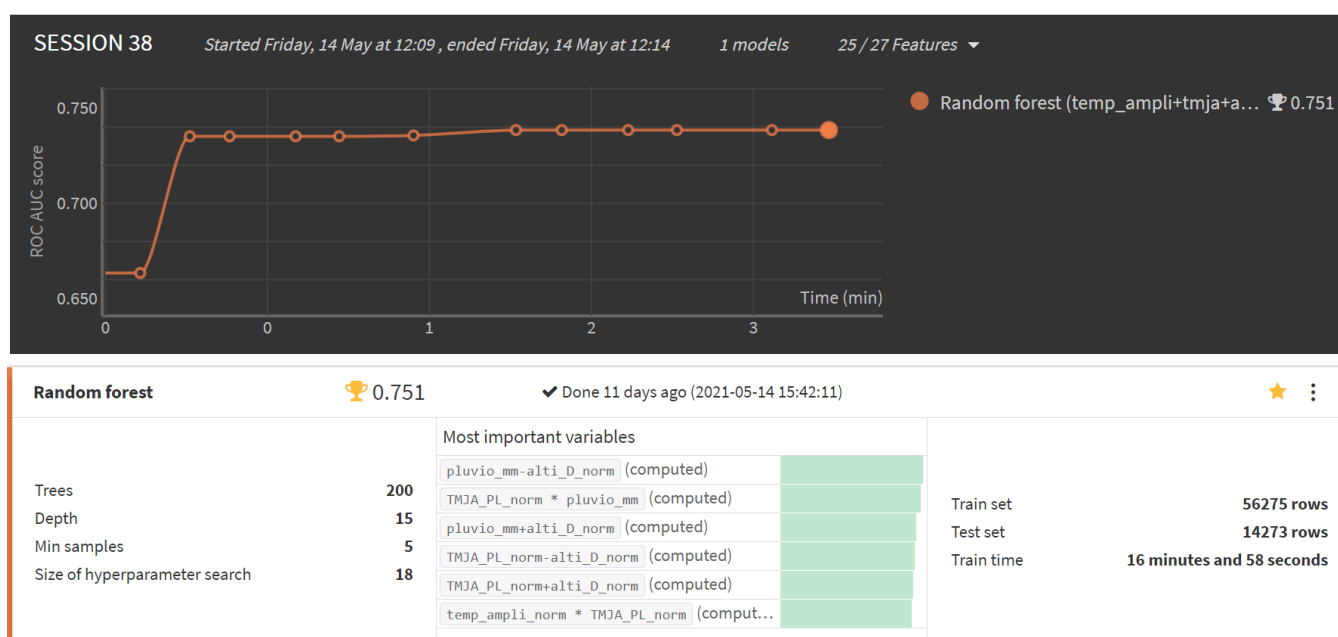 SESSION 38 Started Friday, 14 May at 12:09 , ended Friday, 14 May at 12:14 1 models 25 / 27 Features
0.750
0.700
0.650
ROC AUC score
Time (min)
0 0 1 2 3
Random forest (temp_ampli+tmja+a... 0.751
Random forest 0.751 Done 11 days ago (2021-05-14 15:42:11)
Trees 200
Depth 15
Min samples 5
Size of hyperparameter search 18
Most important variables
pluvio_mm-alti_D_norm (computed)
TMJA_PL_norm * pluvio_mm (computed)
pluvio_mm+alti_D_norm (computed)
TMJA_PL_norm-alti_D_norm (computed)
TMJA_PL_norm+alti_D_norm (computed)
temp_ampli_norm * TMJA_PL_norm (comput...
Train set 56275 rows
Test set 14273 rows
Train time 16 minutes and 58 seconds